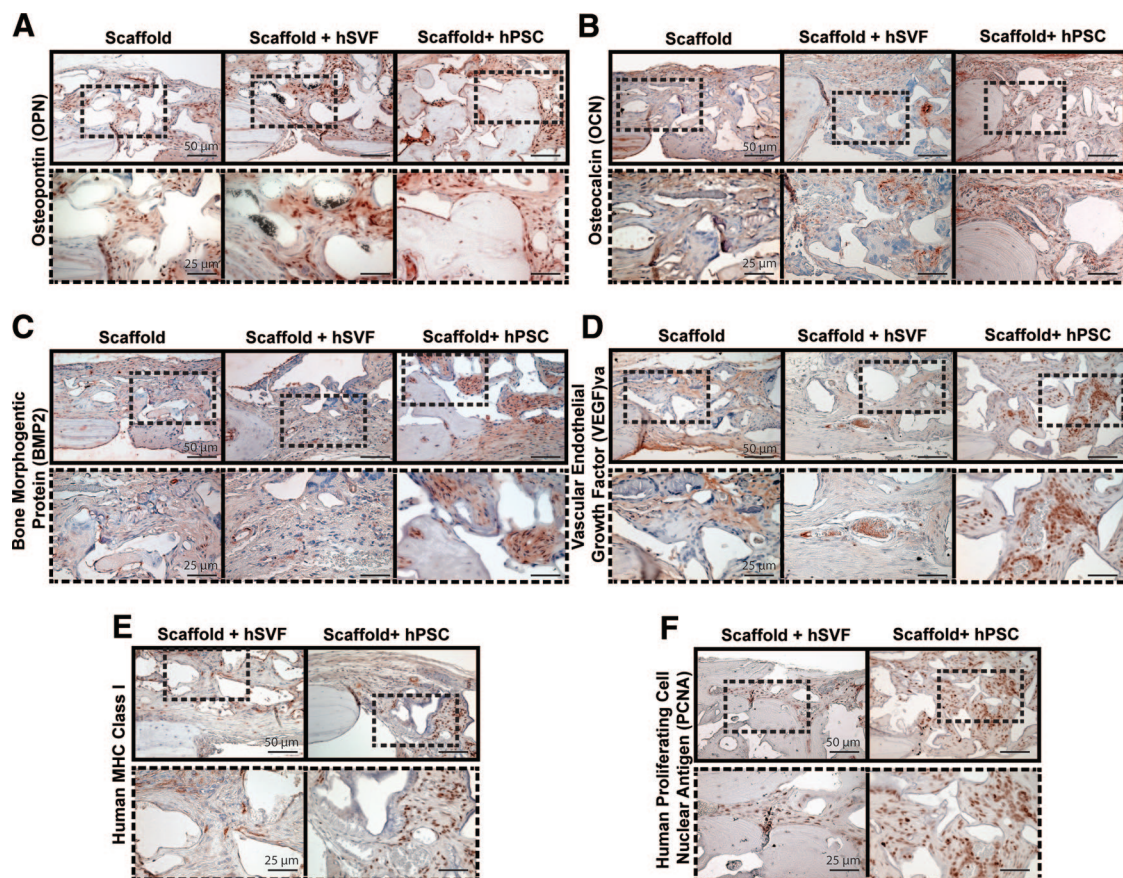 A
Scaffold
Scaffold + hSVF
Scaffold+ hPSC
Osteopontin (OPN)
50 µm
25 µm
B
Scaffold
Scaffold + hSVF
Scaffold+ hPSC
Osteocalcin (OCN)
50 µm
25 µm
C
Scaffold
Scaffold + hSVF
Scaffold+ hPSC
Bone Morphogentic
Protein (BMP2)
50 µm
25 µm
D
Scaffold
Scaffold + hSVF
Scaffold+ hPSC
Vascular Endothelial
Growth Factor (VEGF)va
50 µm
25 µm
E
Scaffold + hSVF
Scaffold+ hPSC
Human MHC Class I
50 µm
25 µm
F
Scaffold + hSVF
Scaffold+ hPSC
Human Proliferating Cell
Nuclear Antigen (PCNA)
50 µm
25 µm